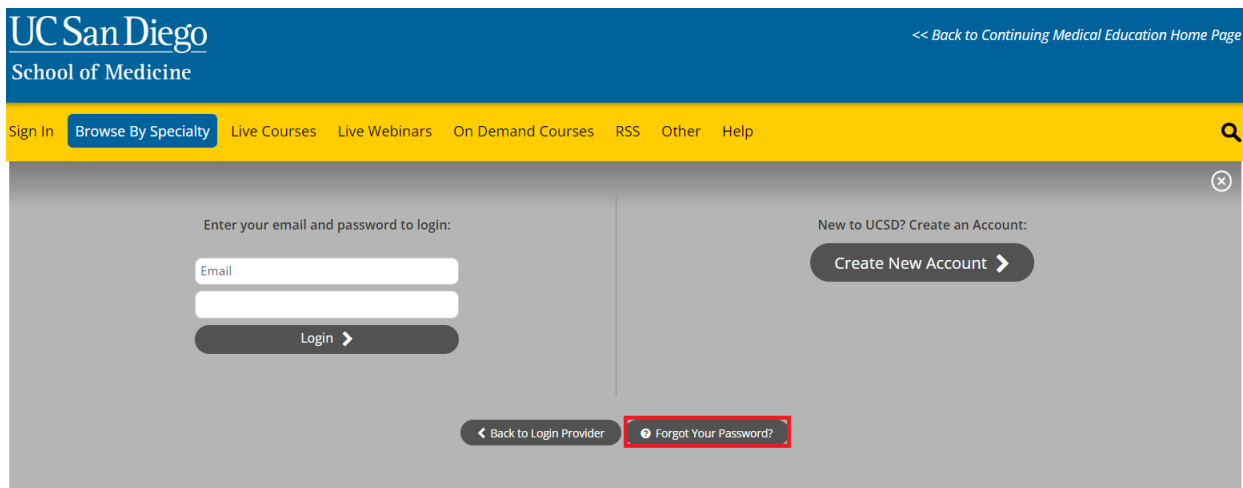 UC San Diego
School of Medicine
<< Back to Continuing Medical Education Home Page
Sign In Browse By Specialty Live Courses Live Webinars On Demand Courses RSS Other Help
Enter your email and password to login:
Email
Login
New to UCSD? Create an Account:
Create New Account
Back to Login Provider
Forgot Your Password?